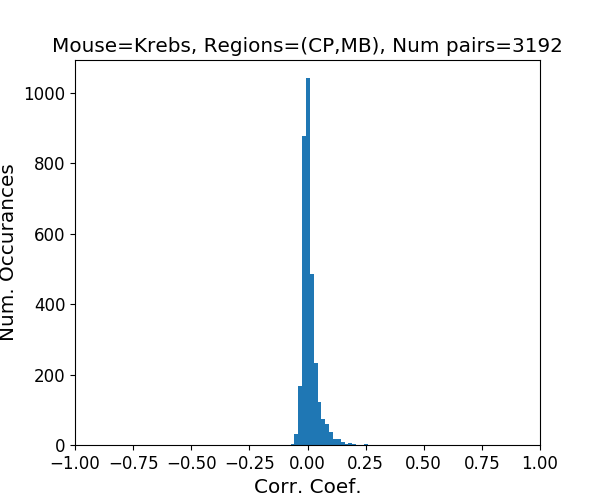 Mouse=Krebs, Regions=(CP,MB), Num pairs=3192
Num. Occurances
1000
800
600
400
200
0
−1.00 −0.75 −0.50 −0.25 0.00 0.25 0.50 0.75 1.00
Corr. Coef.